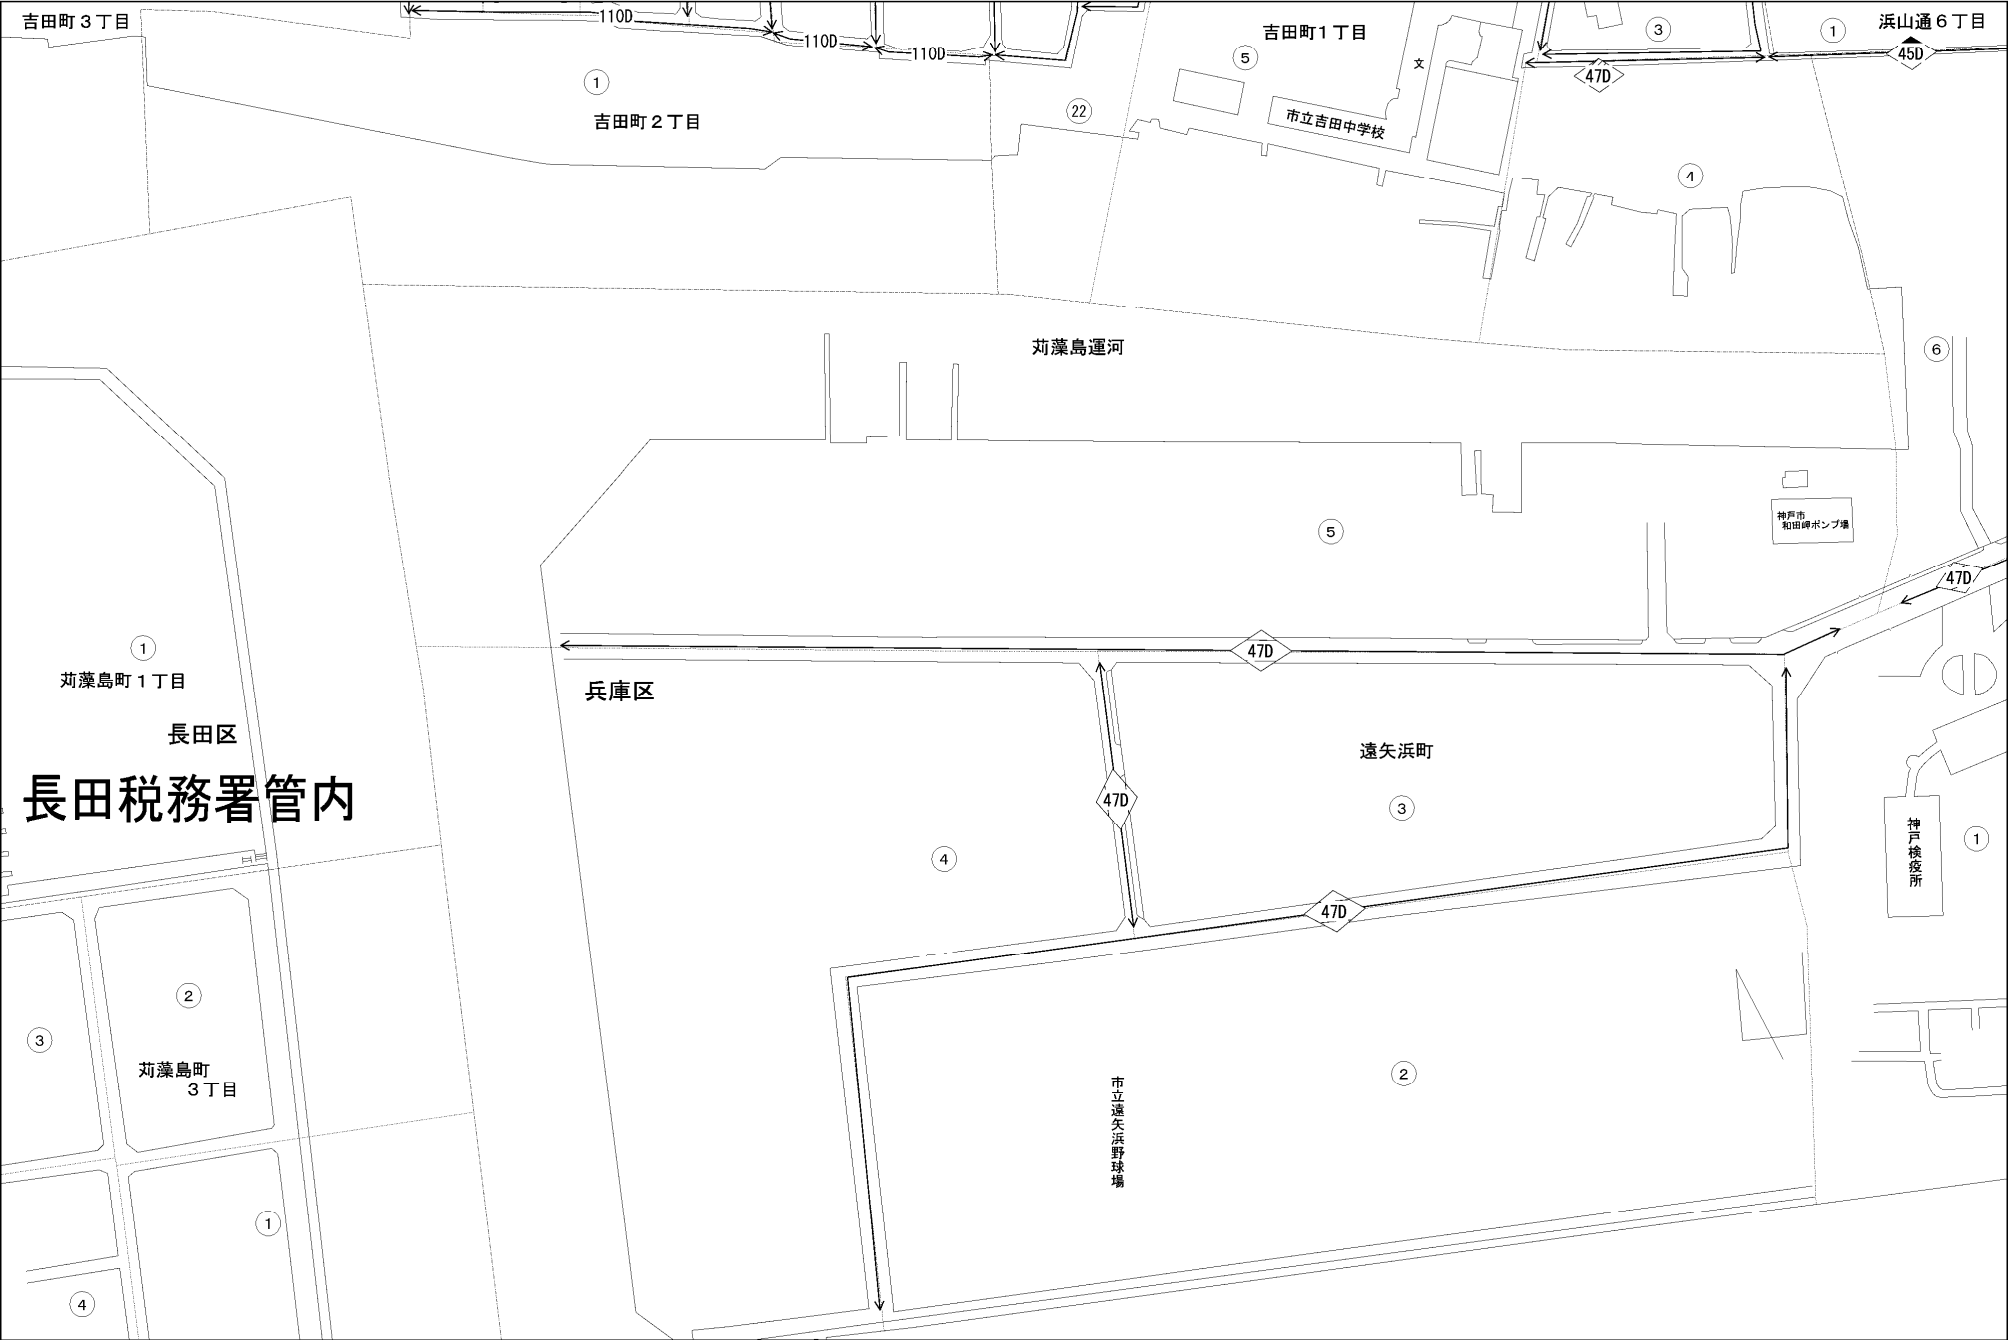 吉田町３丁目
110D
110D
110D
吉田町１丁目
③
①
浜山通６丁目
45D
⑤
文
47D
①
㉒
吉田町２丁目
市立吉田中学校
④
苅藻島運河
⑥
⑤
神戸市
和田岬ポンプ場
47D
①
苅藻島町１丁目
47D
兵庫区
長田区
遠矢浜町
長田税務署管内
47D
③
神戸検疫所
①
④
47D
②
③
苅藻島町
３丁目
②
市立遠矢浜野球場
①
④